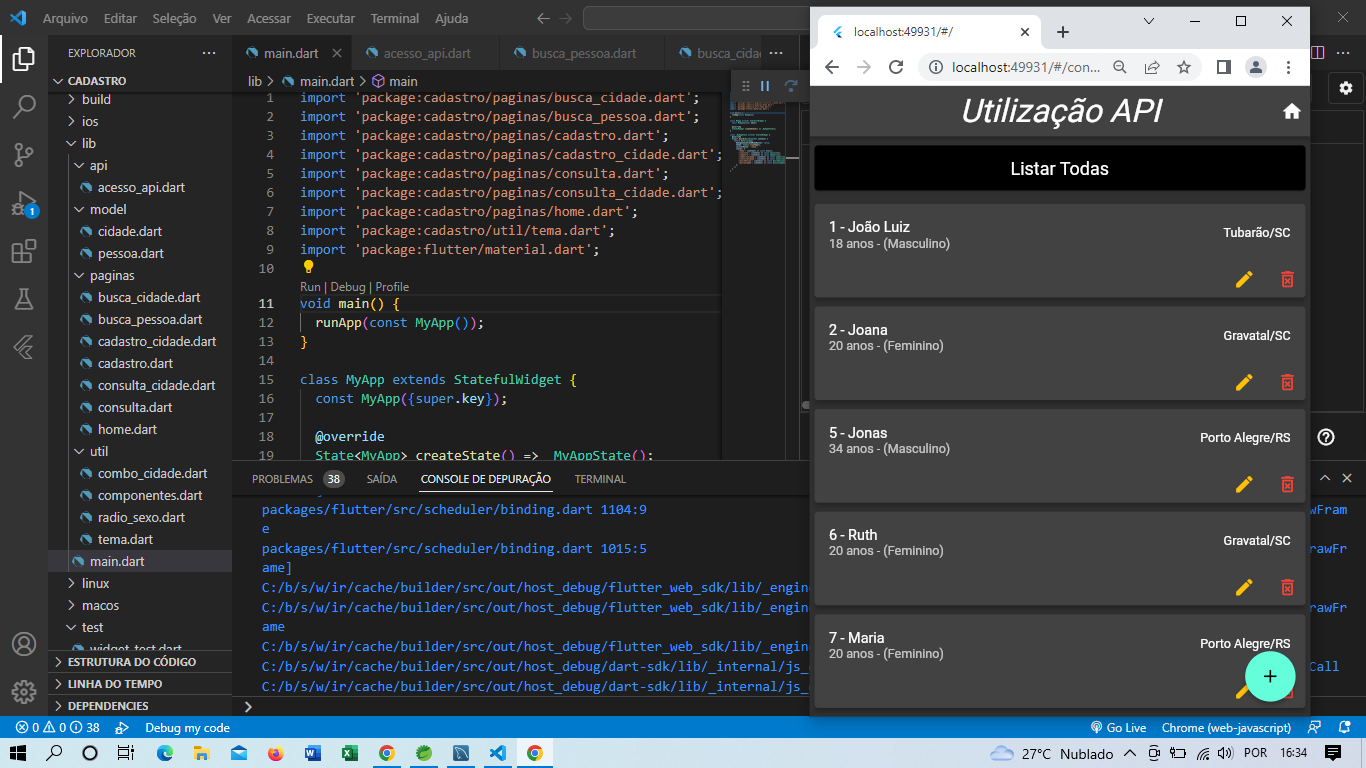 Arquivo Editar Seleção Ver Acessar Executar Terminal Ajuda
EXPLORADOR
CADASTRO
build
ios
lib
api
acesso_api.dart
model
cidade.dart
pessoa.dart
paginas
busca_cidade.dart
busca_pessoa.dart
cadastro_cidade.dart
cadastro.dart
consulta_cidade.dart
consulta.dart
home.dart
util
combo_cidade.dart
componentes.dart
radio_sexo.dart
tema.dart
main.dart
linux
macos
test
widget_test.dart
ESTRUTURA DO CÓDIGO
LINHA DO TEMPO
DEPENDENCIES
1
main.dart acesso_api.dart busca_pessoa.dart busca_cida
lib > main.dart > main
1 import 'package:cadastro/paginas/busca_cidade.dart';
2 import 'package:cadastro/paginas/busca_pessoa.dart';
3 import 'package:cadastro/paginas/cadastro.dart';
4 import 'package:cadastro/paginas/cadastro_cidade.dart';
5 import 'package:cadastro/paginas/consulta.dart';
6 import 'package:cadastro/paginas/consulta_cidade.dart';
7 import 'package:cadastro/paginas/home.dart';
8 import 'package:cadastro/util/tema.dart';
9 import 'package:flutter/material.dart';
10
Run | Debug | Profile
11 void main() {
12 runApp(const MyApp());
13 }
14
15 class MyApp extends StatefulWidget {
16 const MyApp({super.key});
17
18 @override
19 State<MyApp> createState() => _MyAppState();
PROBLEMAS 38 SAÍDA CONSOLE DE DEPURAÇÃO TERMINAL
packages/flutter/src/scheduler/binding.dart 1104:9 wFram
e
packages/flutter/src/scheduler/binding.dart 1015:5 rawFr
ame]
C:/b/s/w/ir/cache/builder/src/out/host_debug/flutter_web_sdk/lib/_engin
C:/b/s/w/ir/cache/builder/src/out/host_debug/flutter_web_sdk/lib/_engin rawFr
ame
C:/b/s/w/ir/cache/builder/src/out/host_debug/flutter_web_sdk/lib/_engin
C:/b/s/w/ir/cache/builder/src/out/host_debug/dart-sdk/lib/_internal/js_ Call
C:/b/s/w/ir/cache/builder/src/out/host_debug/dart-sdk/lib/_internal/js_
localhost:49931/#/
localhost:49931/#/con...
Utilização API
Listar Todas
1 - João Luiz
18 anos - (Masculino)
Tubarão/SC
2 - Joana
20 anos - (Feminino)
Gravatal/SC
5 - Jonas
34 anos - (Masculino)
Porto Alegre/RS
6 - Ruth
20 anos - (Feminino)
Gravatal/SC
7 - Maria
20 anos - (Feminino)
Porto Alegre/RS
0 0 38 Debug my code Go Live Chrome (web-javascript)
27°C Nublado POR 16:34